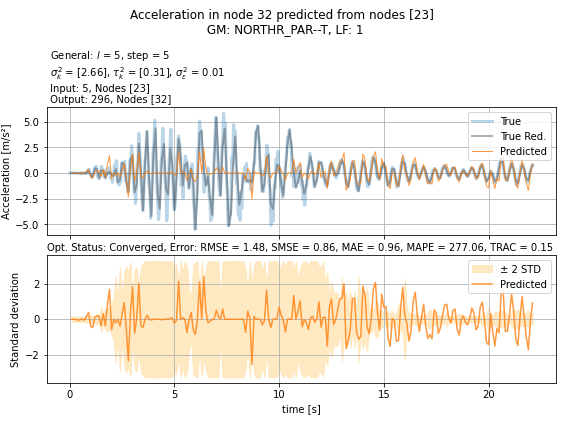 Acceleration in node 32 predicted from nodes [23]
GM: NORTHR_PAR--T, LF: 1
General: l = 5, step = 5
σ²ₖ = [2.66], τ²ₖ = [0.31], σ²ε = 0.01
Input: 5, Nodes [23]
Output: 296, Nodes [32]
Acceleration [m/s²]
5.0
2.5
0.0
−2.5
−5.0
True
True Red.
Predicted
Opt. Status: Converged, Error: RMSE = 1.48, SMSE = 0.86, MAE = 0.96, MAPE = 277.06, TRAC = 0.15
Standard deviation
2
0
−2
± 2 STD
Predicted
0 5 10 15 20
time [s]